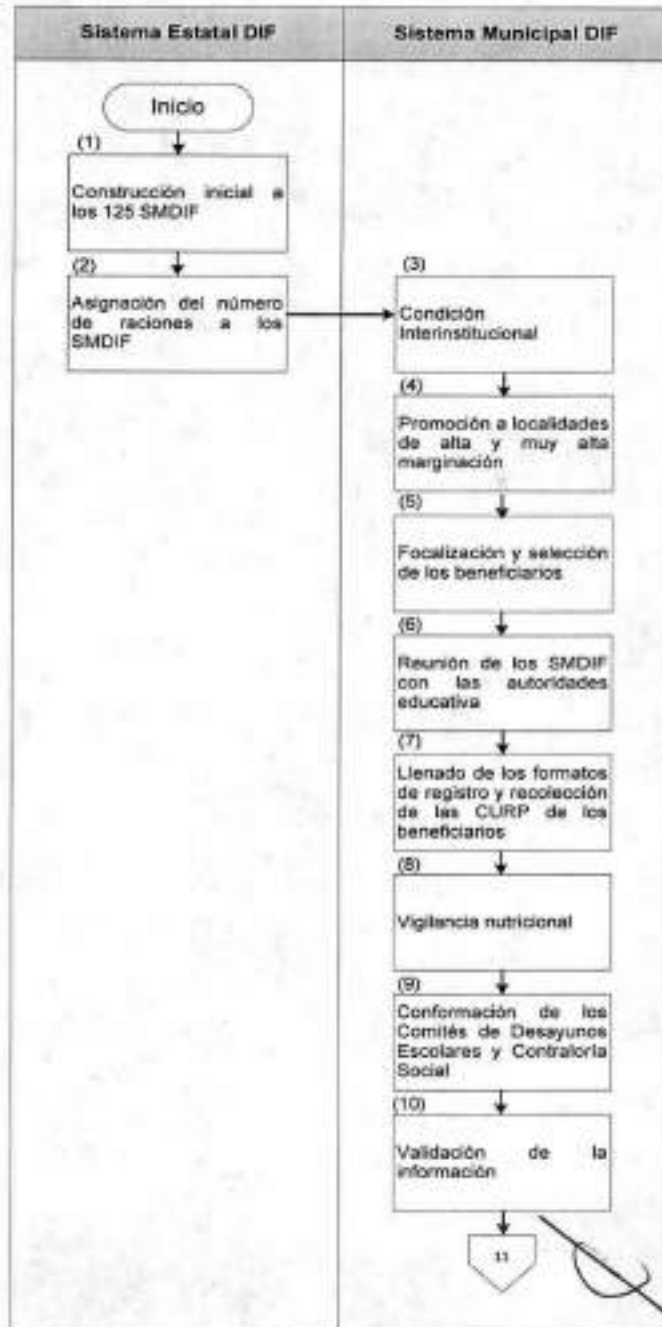 Sistema Estatal DIF
Sistema Municipal DIF
Inicio
(1)
Construcción inicial a
los 125 SMDIF
(2)
Asignación del número
de raciones a los
SMDIF
(3)
Condición
Interinstitucional
(4)
Promoción a localidades
de alta y muy alta
marginación
(5)
Focalización y selección
de los beneficiarios
(6)
Reunión de los SMDIF
con las autoridades
educativa
(7)
Llenado de los formatos
de registro y recolección
de las CURP de los
beneficiarios
(8)
Vigilancia nutricional
(9)
Conformación de los
Comités de Desayunos
Escolares y Contraloría
Social
(10)
Validación de la
información
11